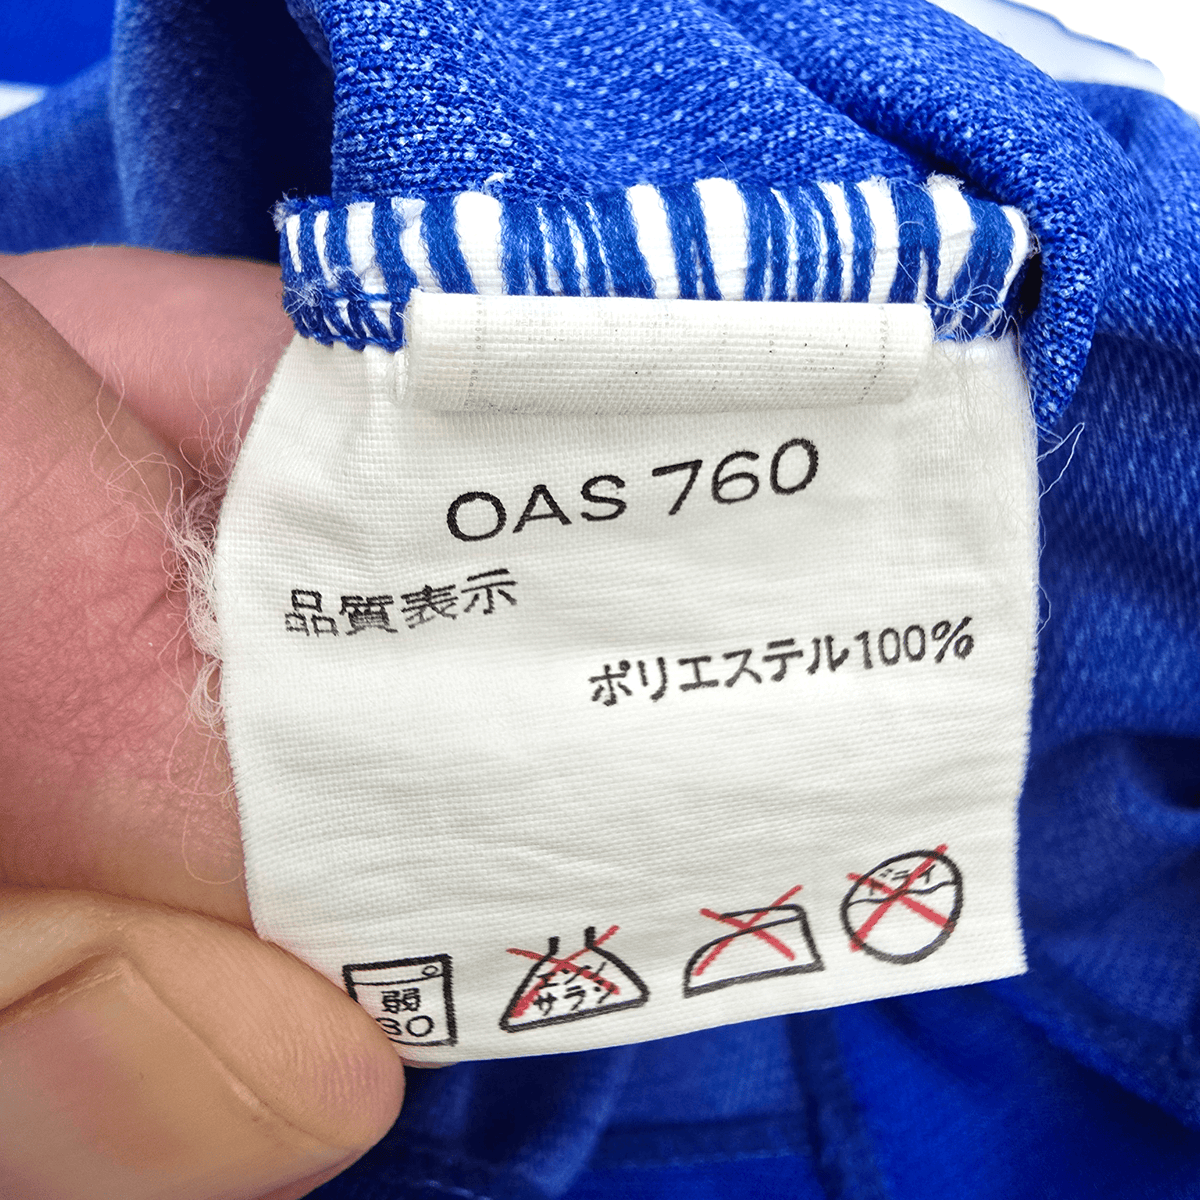 OAS 760
品質表示
ポリエステル100%
弱
30
エンソ
サラシ
ドライ